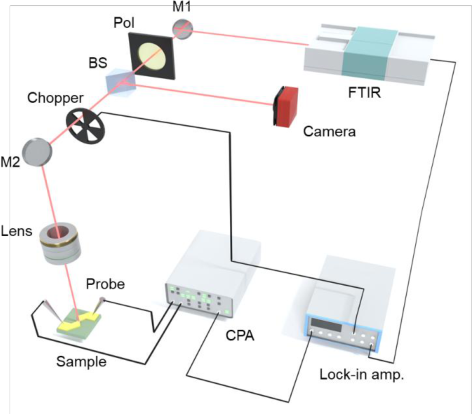 M1
Pol
BS
FTIR
Chopper
Camera
M2
Lens
Probe
Sample
CPA
Lock-in amp.